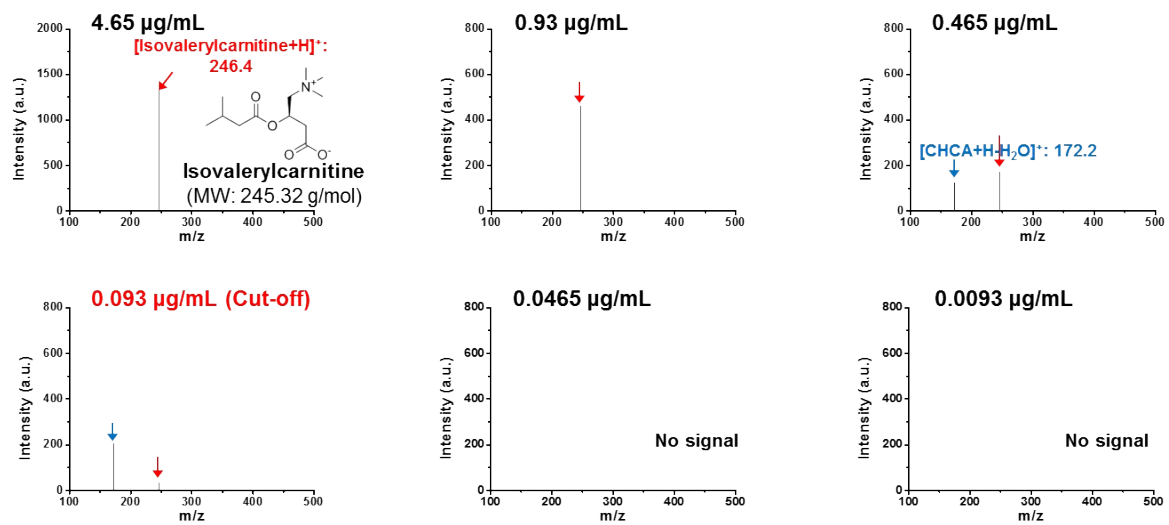 4.65 µg/mL
[Isovalerylcarnitine+H]⁺:
246.4
2000
1500
1000
500
0
Intensity (a.u.)
N⁺
O
O
O
O⁻
Isovalerylcarnitine
(MW: 245.32 g/mol)
100 200 300 400 500
m/z
0.93 µg/mL
800
600
400
200
0
Intensity (a.u.)
100 200 300 400 500
m/z
0.465 µg/mL
800
600
400
200
0
Intensity (a.u.)
[CHCA+H-H₂O]⁺: 172.2
100 200 300 400 500
m/z
0.093 µg/mL (Cut-off)
800
600
400
200
0
Intensity (a.u.)
100 200 300 400 500
m/z
0.0465 µg/mL
800
600
400
200
0
Intensity (a.u.)
No signal
100 200 300 400 500
m/z
0.0093 µg/mL
800
600
400
200
0
Intensity (a.u.)
No signal
100 200 300 400 500
m/z